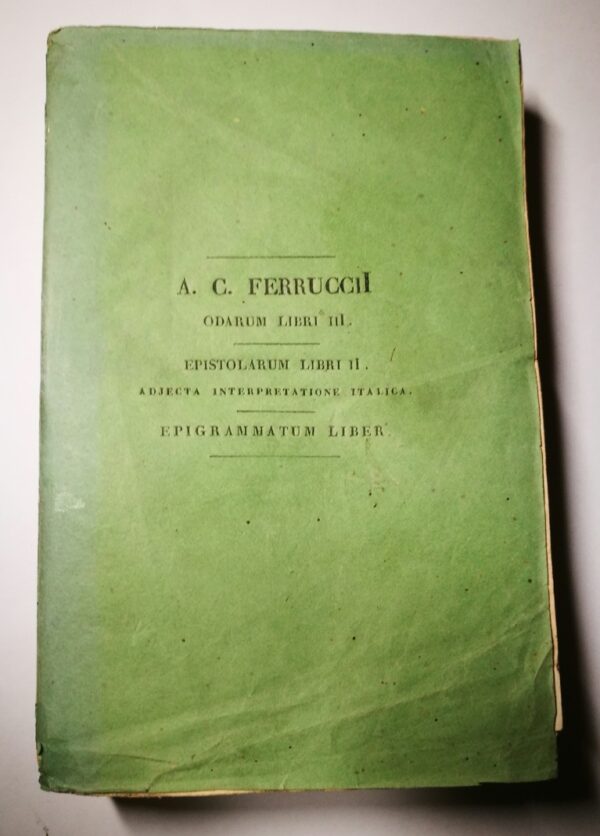 A. C. FERRUCCII
ODARUM LIBRI III.
EPISTOLARUM LIBRI II.
ADJECTA INTERPRETATIONE ITALICA.
EPIGRAMMATUM LIBER